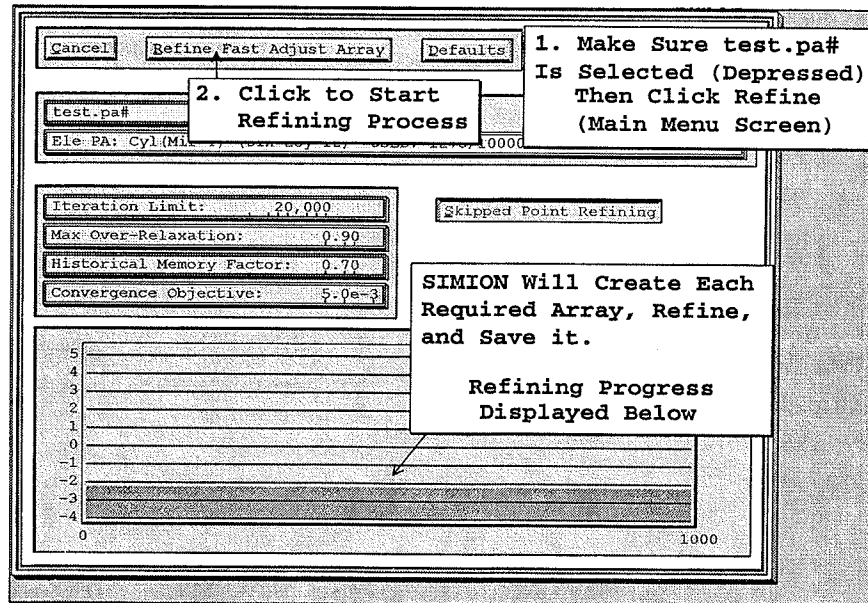 Cancel
Refine Fast Adjust Array
Defaults
1. Make Sure test.pa#
Is Selected (Depressed)
Then Click Refine
(Main Menu Screen)
2. Click to Start
Refining Process
test.pa#
Ele PA: Cyl
Iteration Limit: 20,000
Max Over-Relaxation: 0.90
Historical Memory Factor: 0.70
Convergence Objective: 5.0e-3
Skipped Point Refining
SIMION Will Create Each
Required Array, Refine,
and Save it.
Refining Progress
Displayed Below
5
4
3
2
1
0
-1
-2
-3
-4
0
1000